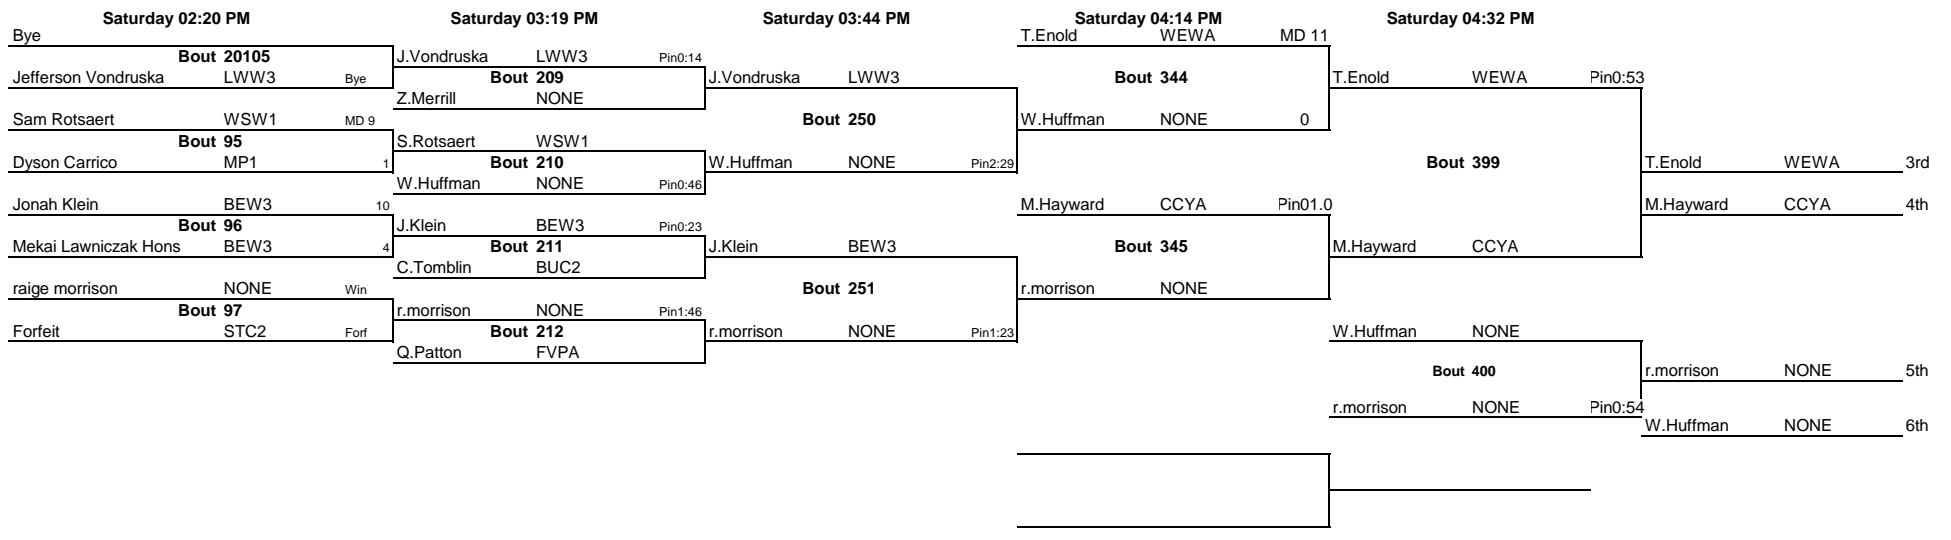 Saturday 02:20 PM Saturday 03:19 PM Saturday 03:44 PM Saturday 04:14 PM Saturday 04:32 PM
Bye T.Enold WEWA MD 11
Bout 20105 J.Vondruska LWW3 Pin0:14
Jefferson Vondruska LWW3 Bye Bout 209 J.Vondruska LWW3 Bout 344 T.Enold WEWA Pin0:53
Z.Merrill NONE
Sam Rotsaert WSW1 MD 9 Bout 250 W.Huffman NONE 0
Bout 95 S.Rotsaert WSW1
Dyson Carrico MP1 1 Bout 210 W.Huffman NONE Pin2:29 Bout 399 T.Enold WEWA 3rd
W.Huffman NONE Pin0:46
Jonah Klein BEW3 10 M.Hayward CCYA Pin01.0 M.Hayward CCYA 4th
Bout 96 J.Klein BEW3 Pin0:23
Mekai Lawniczak Hons BEW3 4 Bout 211 J.Klein BEW3 Bout 345 M.Hayward CCYA
C.Tomblin BUC2
raige morrison NONE Win Bout 251 r.morrison NONE
Bout 97 r.morrison NONE Pin1:46
Forfeit STC2 Forf Bout 212 r.morrison NONE Pin1:23 W.Huffman NONE
Q.Patton FVPA
Bout 400 r.morrison NONE 5th
r.morrison NONE Pin0:54
W.Huffman NONE 6th